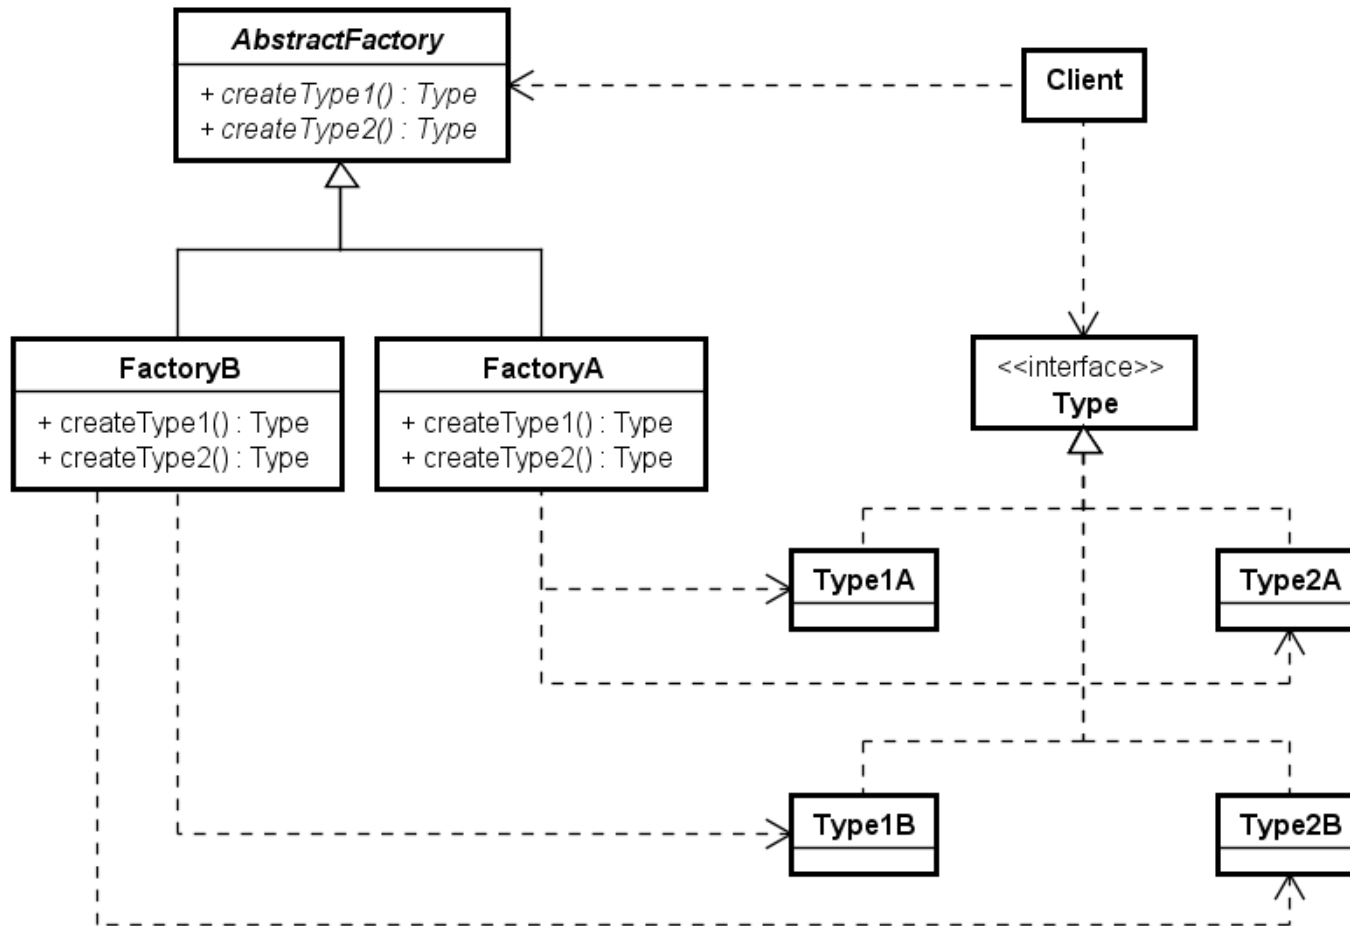 AbstractFactory
+ createType1() : Type
+ createType2() : Type
Client
FactoryB
+ createType1() : Type
+ createType2() : Type
FactoryA
+ createType1() : Type
+ createType2() : Type
<<interface>>
Type
Type1A
Type2A
Type1B
Type2B